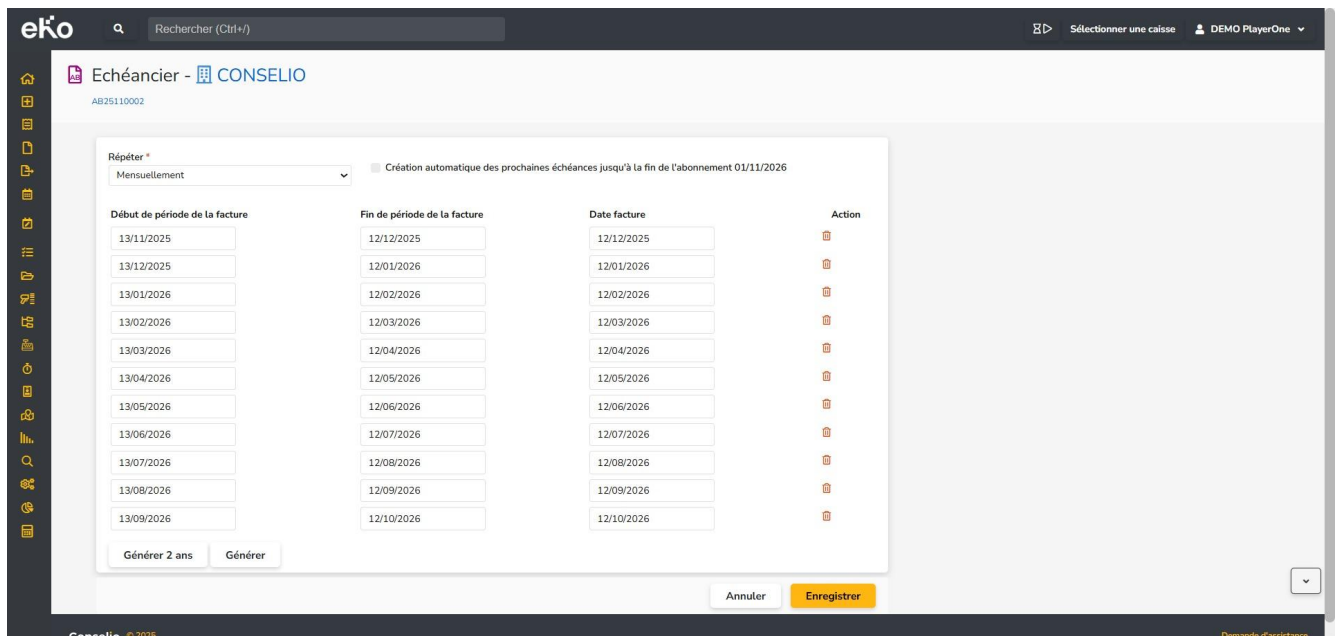 eko
Rechercher (Ctrl+/)
Sélectionner une caisse
DEMO PlayerOne
AB
Echéancier - CONSELIO
AB25110002
Répéter *
Mensuellement
Création automatique des prochaines échéances jusqu'à la fin de l'abonnement 01/11/2026
Début de période de la facture Fin de période de la facture Date facture Action
13/11/2025 12/12/2025 12/12/2025
13/12/2025 12/01/2026 12/01/2026
13/01/2026 12/02/2026 12/02/2026
13/02/2026 12/03/2026 12/03/2026
13/03/2026 12/04/2026 12/04/2026
13/04/2026 12/05/2026 12/05/2026
13/05/2026 12/06/2026 12/06/2026
13/06/2026 12/07/2026 12/07/2026
13/07/2026 12/08/2026 12/08/2026
13/08/2026 12/09/2026 12/09/2026
13/09/2026 12/10/2026 12/10/2026
Générer 2 ans Générer
Annuler Enregistrer
Conselio © 2025 Demande d'assistance